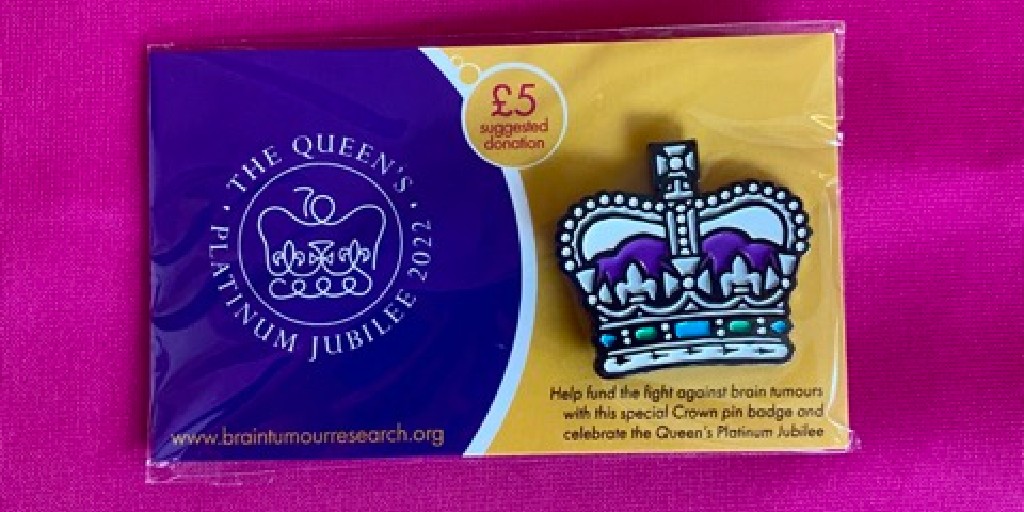 THE QUEEN'S
PLATINUM JUBILEE 2022
70
www.braintumourresearch.org
£5
suggested
donation
Help fund the fight against brain tumours
with this special Crown pin badge and
celebrate the Queen's Platinum Jubilee